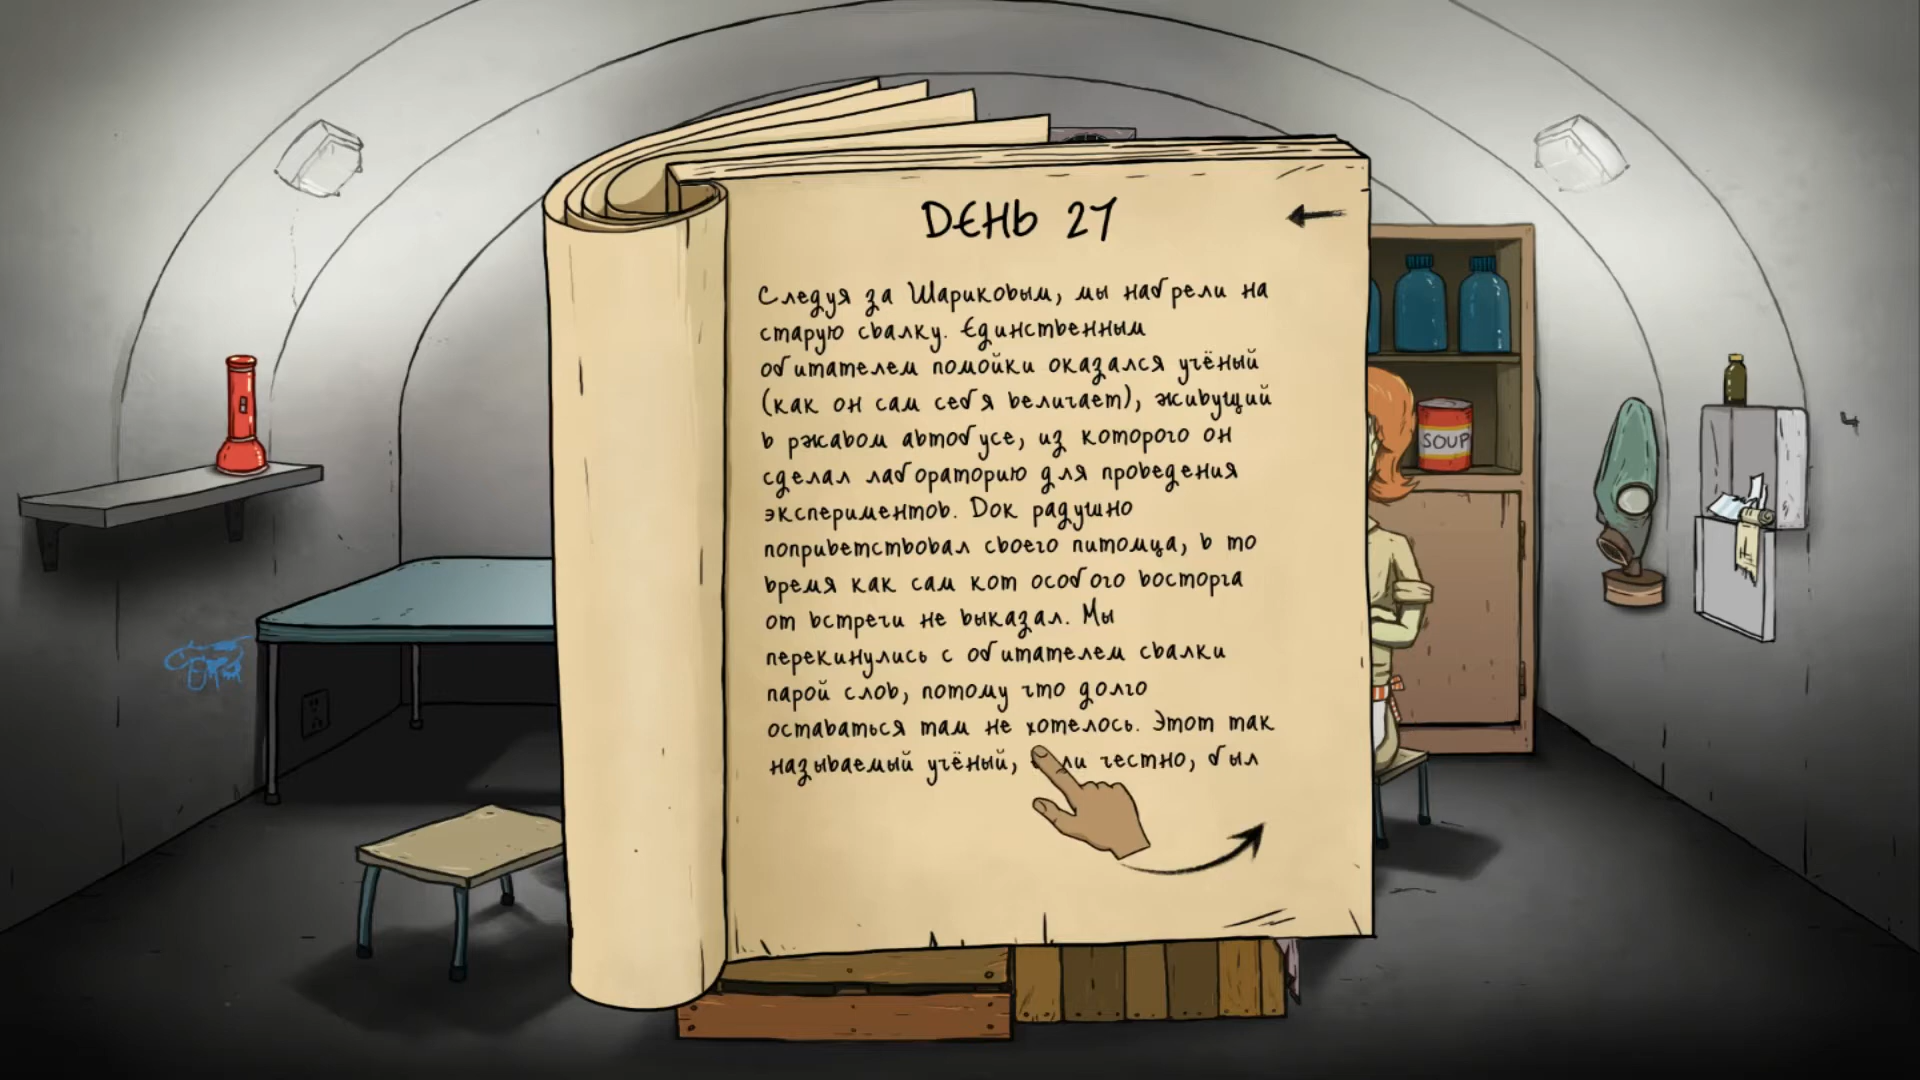 ДЕНЬ 27
Следуя за Шариковым, мы набрели на
старую свалку. Единственным
обитателем помойки оказался учёный
(как он сам себя величает), живущий
в ржавом автобусе, из которого он
сделал лабораторию для проведения
экспериментов. Док радушно
поприветствовал своего питомца, в то
время как сам кот особого восторга
от встречи не выказал. Мы
перекинулись с обитателем свалки
парой слов, потому что долго
оставаться там не хотелось. Этот так
называемый учёный, честно, был
SOUP